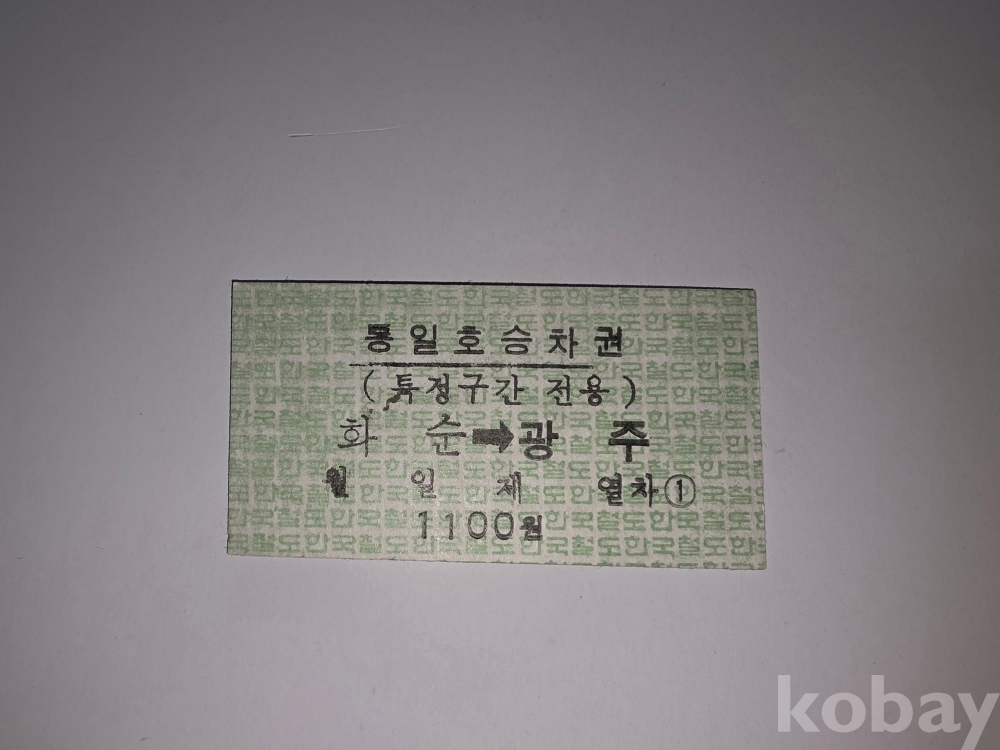 통일호승차권
(특정구간 전용)
화 순➡광 주
월 일 제 열차①
1100원
kobay